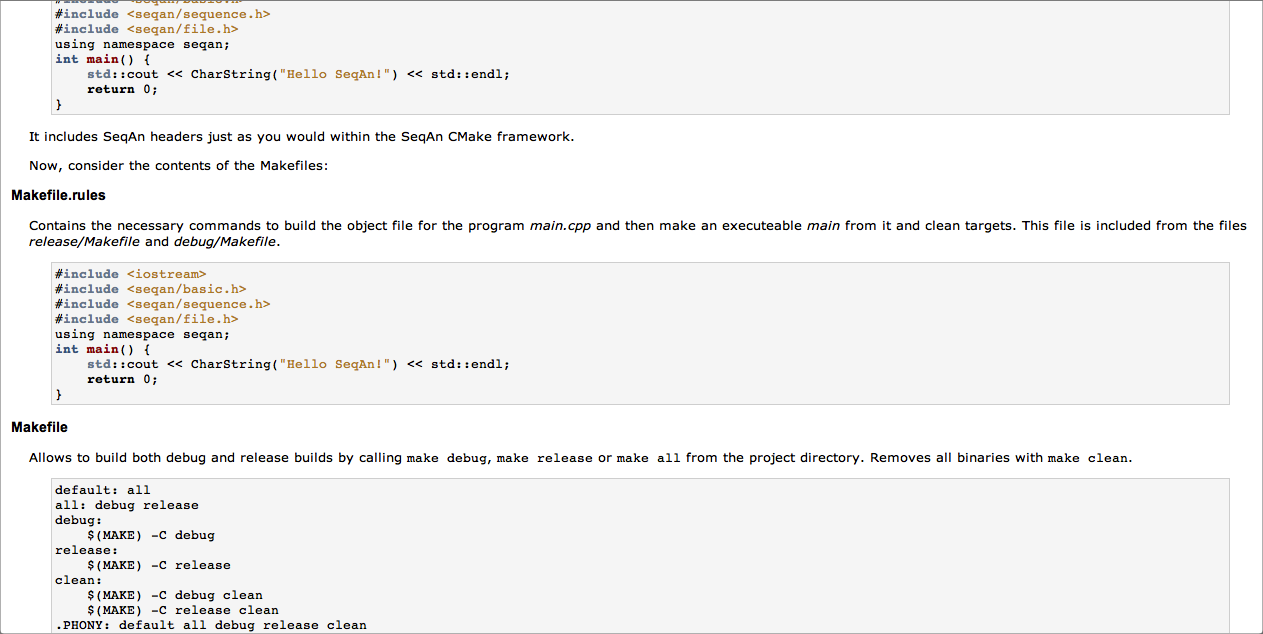 #include <seqan/basic.h>
#include <seqan/sequence.h>
#include <seqan/file.h>
using namespace seqan;
int main() {
    std::cout << CharString("Hello SeqAn!") << std::endl;
    return 0;
}
It includes SeqAn headers just as you would within the SeqAn CMake framework.
Now, consider the contents of the Makefiles:
Makefile.rules
Contains the necessary commands to build the object file for the program main.cpp and then make an executeable main from it and clean targets. This file is included from the files
release/Makefile and debug/Makefile.
#include <iostream>
#include <seqan/basic.h>
#include <seqan/sequence.h>
#include <seqan/file.h>
using namespace seqan;
int main() {
    std::cout << CharString("Hello SeqAn!") << std::endl;
    return 0;
}
Makefile
Allows to build both debug and release builds by calling make debug, make release or make all from the project directory. Removes all binaries with make clean.
default: all
all: debug release
debug:
    $(MAKE) -C debug
release:
    $(MAKE) -C release
clean:
    $(MAKE) -C debug clean
    $(MAKE) -C release clean
.PHONY: default all debug release clean